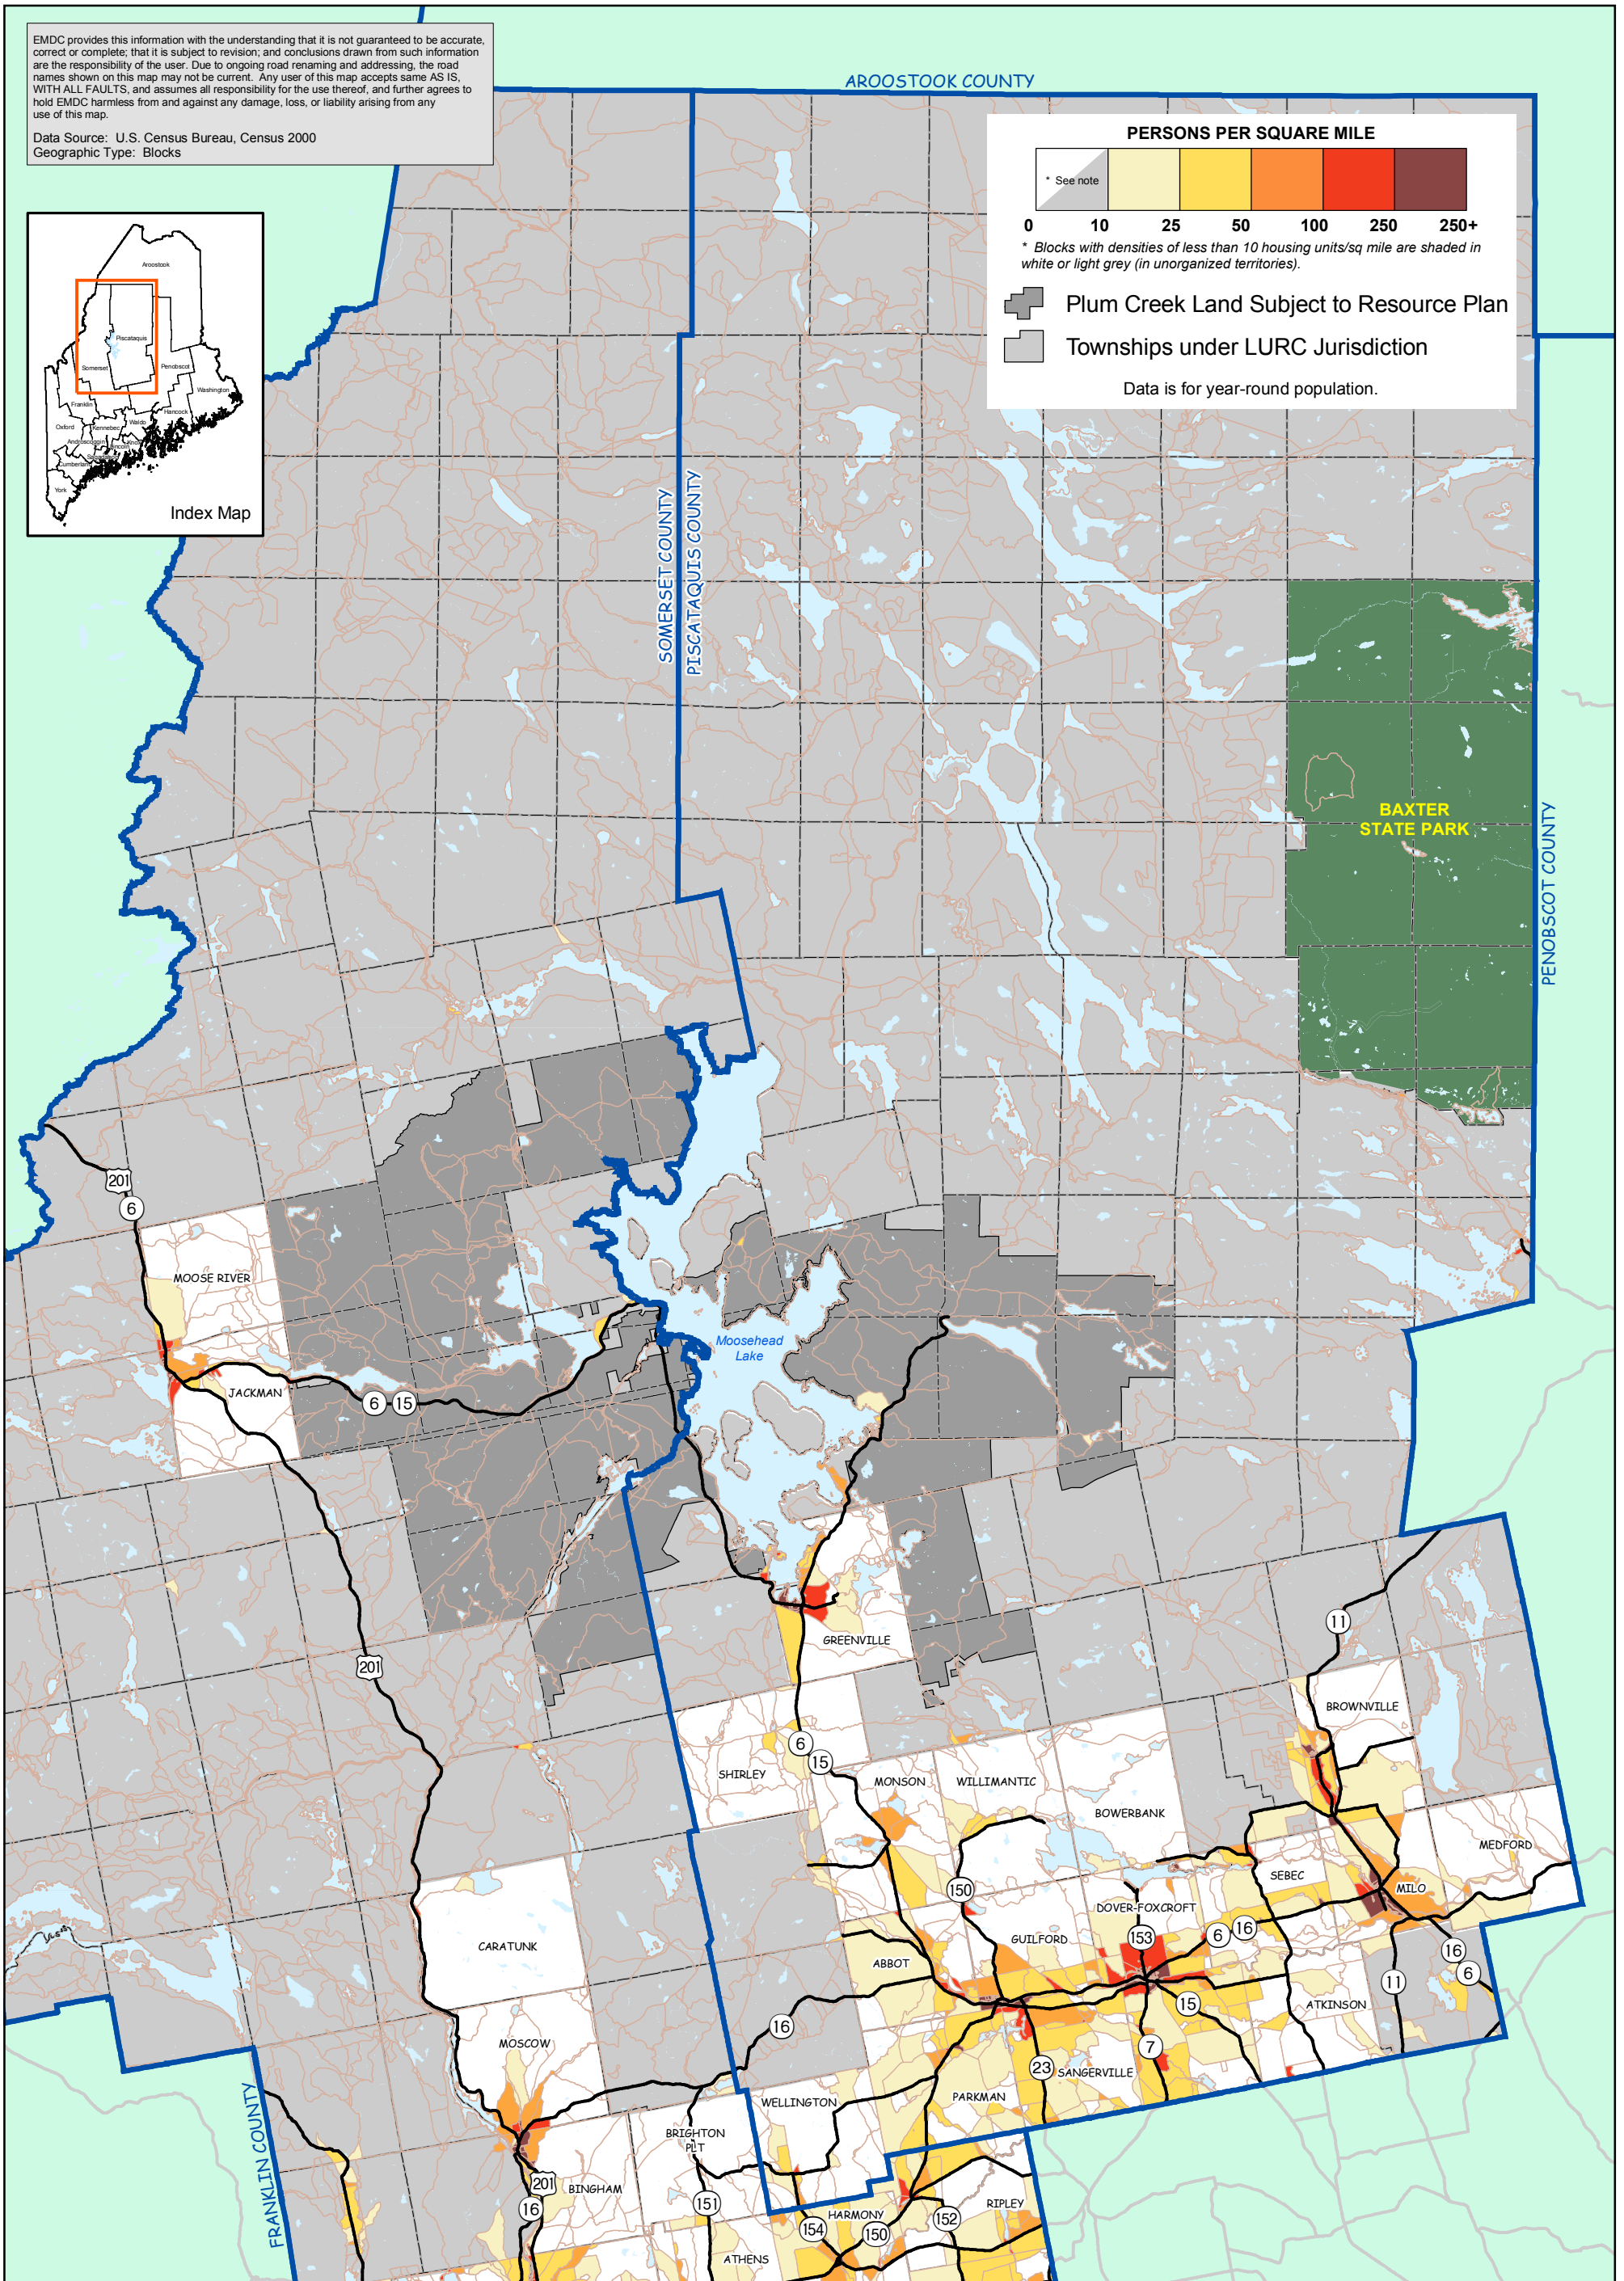 EMDC provides this information with the understanding that it is not guaranteed to be accurate,
correct or complete; that it is subject to revision; and conclusions drawn from such information
are the responsibility of the user. Due to ongoing road renaming and addressing, the road
names shown on this map may not be current. Any user of this map accepts same AS IS,
WITH ALL FAULTS, and assumes all responsibility for the use thereof, and further agrees to
hold EMDC harmless from and against any damage, loss, or liability arising from any
use of this map.
Data Source: U.S. Census Bureau, Census 2000
Geographic Type: Blocks
AROOSTOOK COUNTY
PERSONS PER SQUARE MILE
* See note
0 10 25 50 100 250 250+
* Blocks with densities of less than 10 housing units/sq mile are shaded in
white or light grey (in unorganized territories).
Plum Creek Land Subject to Resource Plan
Townships under LURC Jurisdiction
Data is for year-round population.
Aroostook
Piscataquis
Somerset
Penobscot
Washington
Franklin
Hancock
Waldo
Oxford
Kennebec
Androscoggin
Knox
Cumberland
York
Index Map
SOMERSET COUNTY
PISCATAQUIS COUNTY
BAXTER
STATE PARK
PENOBSCOT COUNTY
201
6
MOOSE RIVER
Moosehead
Lake
JACKMAN
6 15
GREENVILLE
11
201
BROWNVILLE
6
15
SHIRLEY
MONSON
WILLIMANTIC
BOWERBANK
MEDFORD
SEBEC
MILO
150
DOVER-FOXCROFT
CARATUNK
GUILFORD
153
6 16
16
6
ABBOT
11
15
ATKINSON
16
MOSCOW
7
23
SANGERVILLE
PARKMAN
WELLINGTON
BRIGHTON
PLT
FRANKLIN COUNTY
201
BINGHAM
16
151
RIPLEY
HARMONY
154
150
152
ATHENS